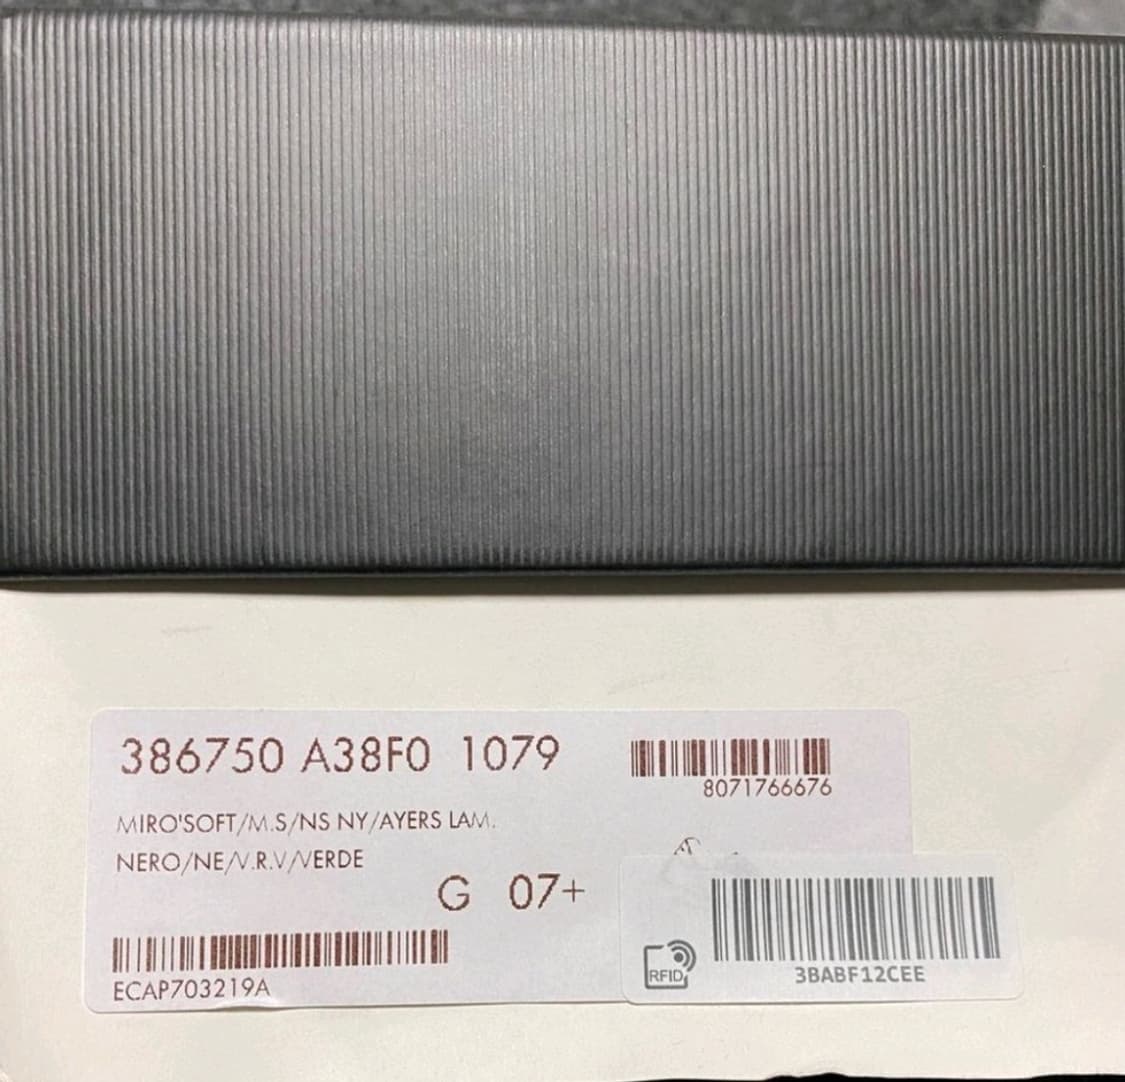 386750 A38F0 1079
8071766676
MIRO'SOFT/M.S/NS NY/AYERS LAM.
NERO/NE/V.R.V/VERDE
G 07+
ECAP703219A
RFID
3BABF12CEE